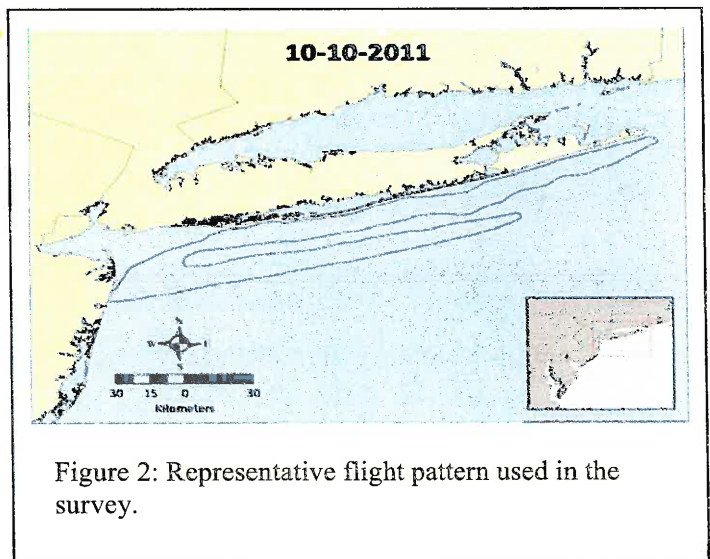 10-10-2011
N
W E
S
30 15 0 30
Kilometers
Figure 2: Representative flight pattern used in the
survey.